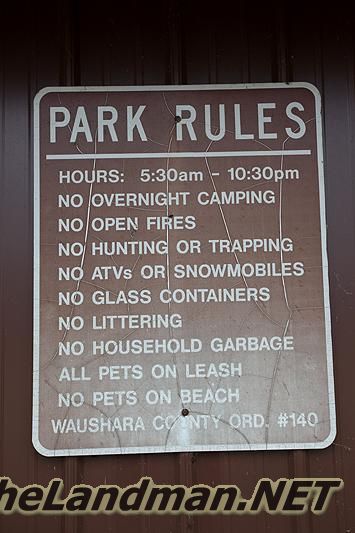 PARK RULES
HOURS: 5:30am - 10:30pm
NO OVERNIGHT CAMPING
NO OPEN FIRES
NO HUNTING OR TRAPPING
NO ATVs OR SNOWMOBILES
NO GLASS CONTAINERS
NO LITTERING
NO HOUSEHOLD GARBAGE
ALL PETS ON LEASH
NO PETS ON BEACH
WAUSHARA COUNTY ORD. #140
heLandman.NET